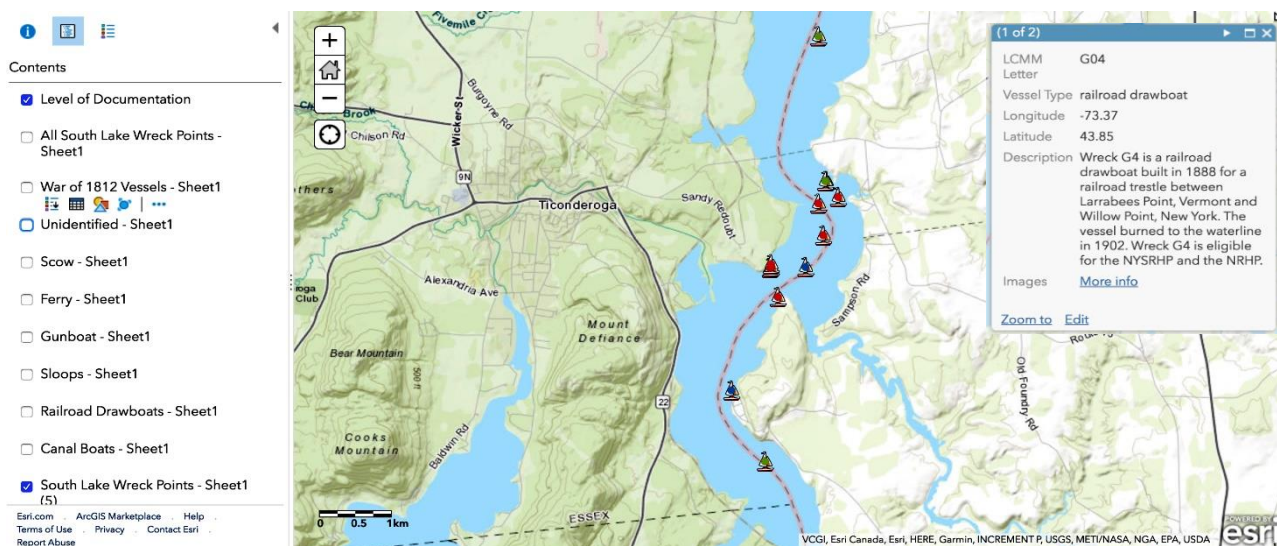 Contents
Level of Documentation
All South Lake Wreck Points -
Sheet1
War of 1812 Vessels - Sheet1
Unidentified - Sheet1
Scow - Sheet1
Ferry - Sheet1
Gunboat - Sheet1
Sloops - Sheet1
Railroad Drawboats - Sheet1
Canal Boats - Sheet1
South Lake Wreck Points - Sheet1
(5)
Esri.com . ArcGIS Marketplace . Help .
Terms of Use . Privacy . Contact Esri .
Report Abuse
+
−
Fivemile
Burgoyne Rd
Wicker St
Brook
Chilson Rd
9N
Ticonderoga
Sandy Redoubt
Club
Alexandria Ave
Mount
Defiance
Bear Mountain
500 ft
Sampson Rd
22
Cooks
Mountain
Baldwin Rd
Old Foundry Rd
ESSEX
0 0.5 1km
(1 of 2)
LCMM Letter G04
Vessel Type railroad drawboat
Longitude -73.37
Latitude 43.85
Description Wreck G4 is a railroad
drawboat built in 1888 for a
railroad trestle between
Larrabees Point, Vermont and
Willow Point, New York. The
vessel burned to the waterline
in 1902. Wreck G4 is eligible
for the NYSRHP and the NRHP.
Images More info
Zoom to Edit
VCGI, Esri Canada, Esri, HERE, Garmin, INCREMENT P, USGS, METI/NASA, NGA, EPA, USDA
POWERED BY
esri